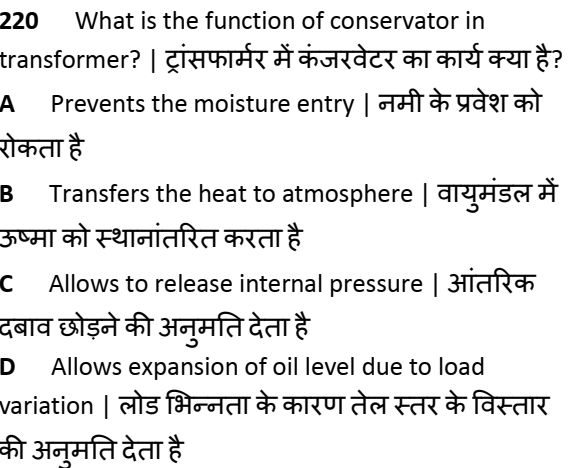 220 What is the function of conservator in
transformer? | ट्रांसफार्मर में कंजरवेटर का कार्य क्या है?
A Prevents the moisture entry | नमी के प्रवेश को
रोकता है
B Transfers the heat to atmosphere | वायुमंडल में
ऊष्मा को स्थानांतरित करता है
C Allows to release internal pressure | आंतरिक
दबाव छोड़ने की अनुमति देता है
D Allows expansion of oil level due to load
variation | लोड भिन्नता के कारण तेल स्तर के विस्तार
की अनुमति देता है